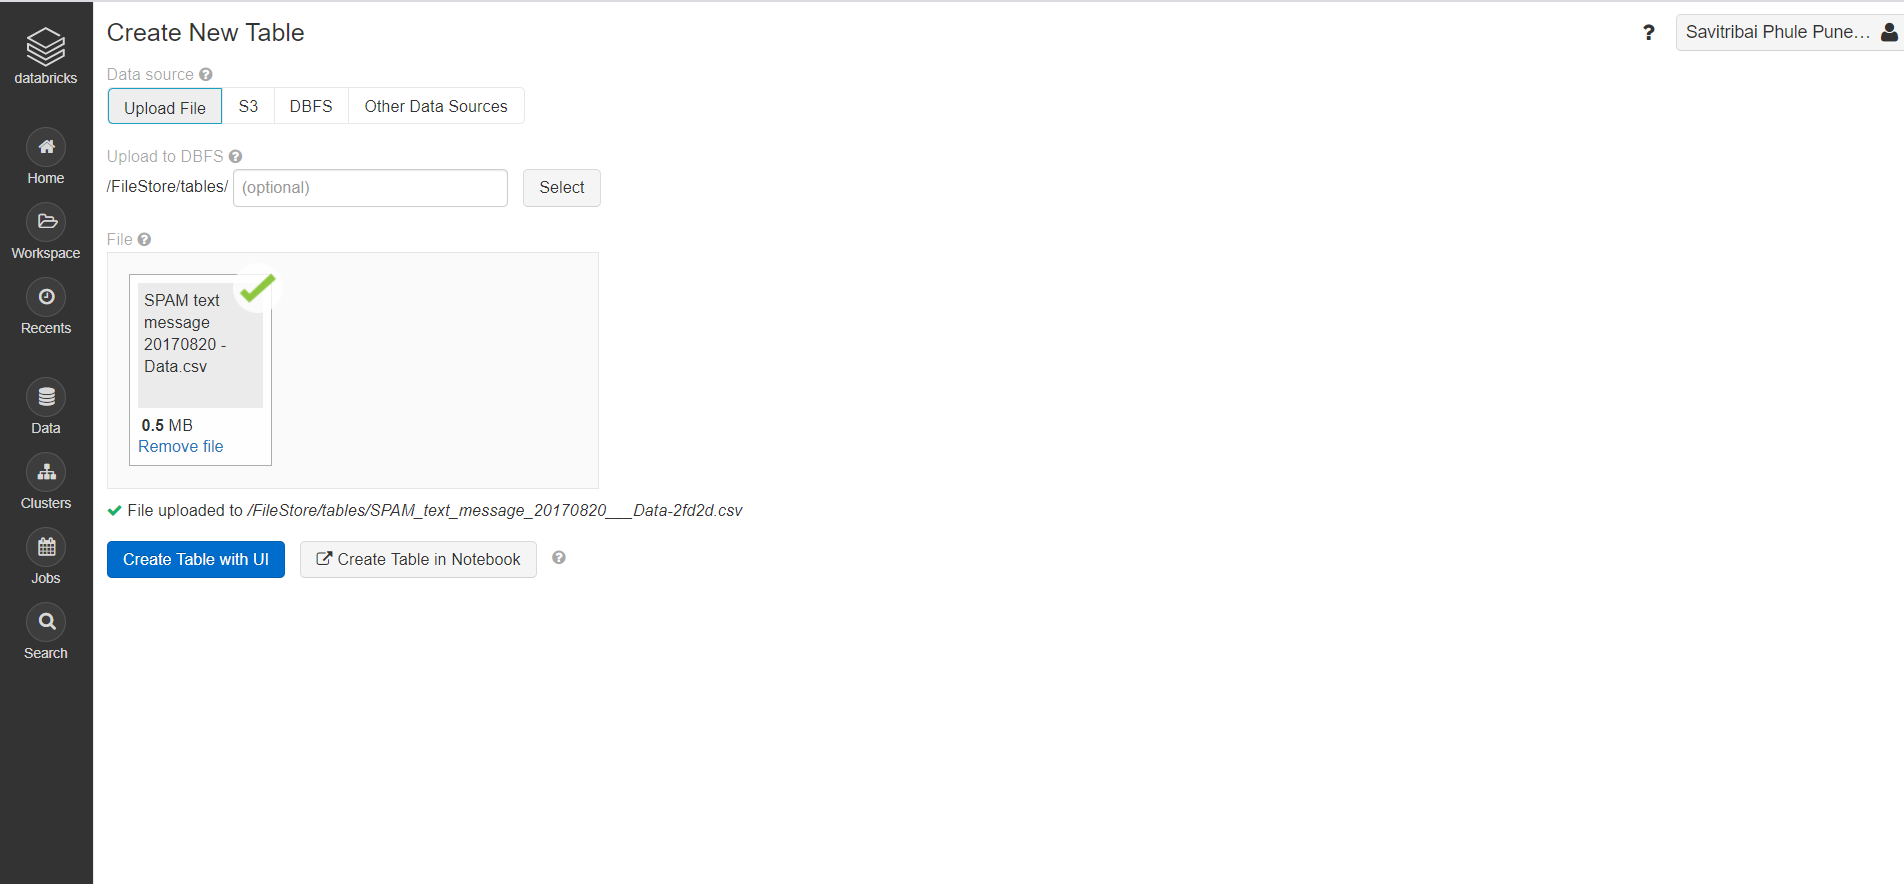 databricks
Home
Workspace
Recents
Data
Clusters
Jobs
Search
Create New Table
?
Savitribai Phule Pune...
Data source ?
Upload File S3 DBFS Other Data Sources
Upload to DBFS ?
/FileStore/tables/ (optional) Select
File ?
SPAM text
message
20170820 -
Data.csv
0.5 MB
Remove file
File uploaded to /FileStore/tables/SPAM_text_message_20170820___Data-2fd2d.csv
Create Table with UI Create Table in Notebook ?